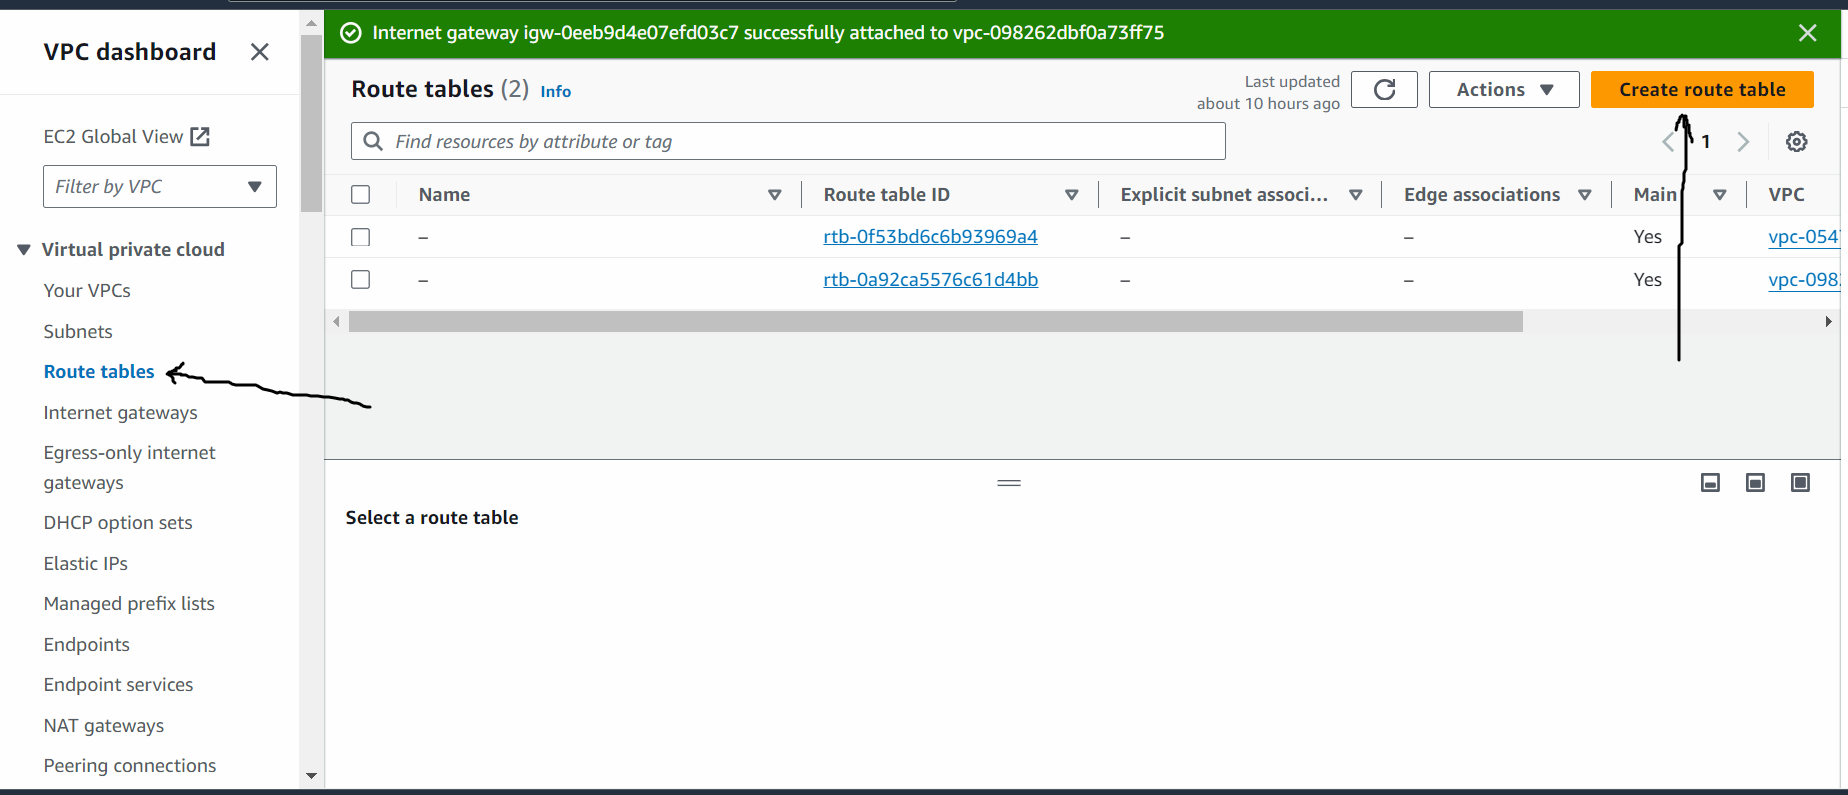 VPC dashboard
EC2 Global View
Filter by VPC
Virtual private cloud
Your VPCs
Subnets
Route tables
Internet gateways
Egress-only internet
gateways
DHCP option sets
Elastic IPs
Managed prefix lists
Endpoints
Endpoint services
NAT gateways
Peering connections
Internet gateway igw-0eeb9d4e07efd03c7 successfully attached to vpc-098262dbf0a73ff75
Route tables (2) Info
Last updated
about 10 hours ago
Actions
Create route table
Find resources by attribute or tag
1
Name Route table ID Explicit subnet associ... Edge associations Main VPC
– rtb-0f53bd6c6b93969a4 – – Yes vpc-054
– rtb-0a92ca5576c61d4bb – – Yes vpc-098
Select a route table